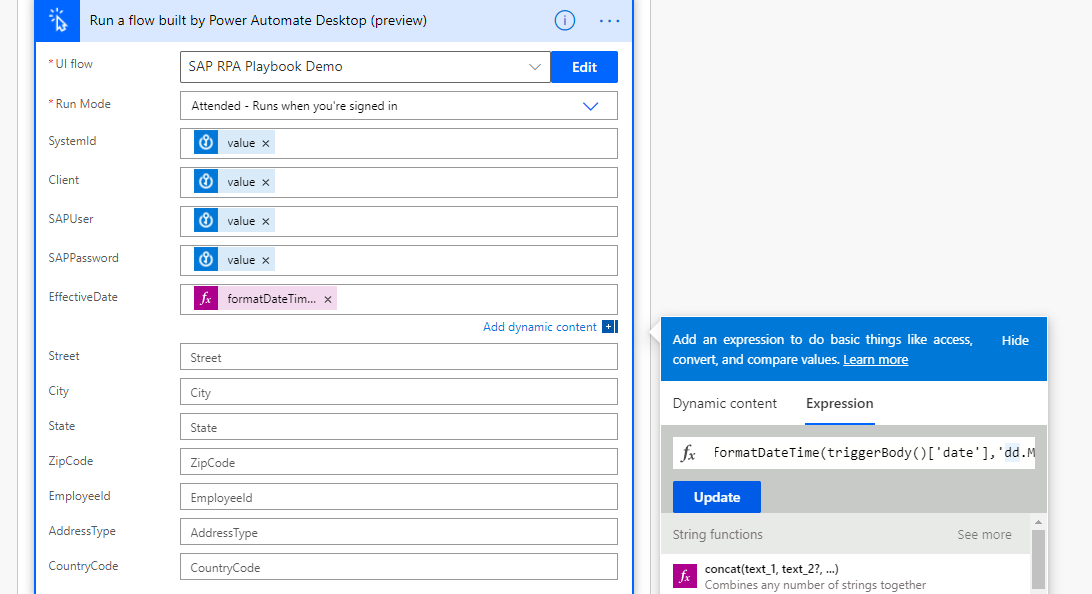 Run a flow built by Power Automate Desktop (preview)
* UI flow
SAP RPA Playbook Demo
Edit
* Run Mode
Attended - Runs when you're signed in
SystemId
value ×
Client
value ×
SAPUser
value ×
SAPPassword
value ×
EffectiveDate
fx formatDateTim... ×
Add dynamic content
Street
Street
City
City
State
State
ZipCode
ZipCode
EmployeeId
EmployeeId
AddressType
AddressType
CountryCode
CountryCode
Add an expression to do basic things like access,
convert, and compare values. Learn more
Hide
Dynamic content
Expression
fx formatDateTime(triggerBody()['date'],'dd.M
Update
String functions
See more
fx concat(text_1, text_2?, ...)
Combines any number of strings together